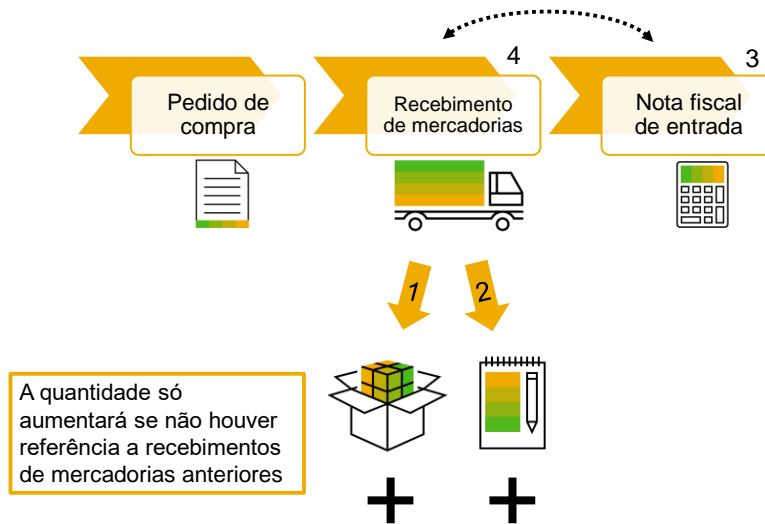 4
3
Pedido de
compra
Recebimento
de mercadorias
Nota fiscal
de entrada
1
2
A quantidade só
aumentará se não houver
referência a recebimentos
de mercadorias anteriores